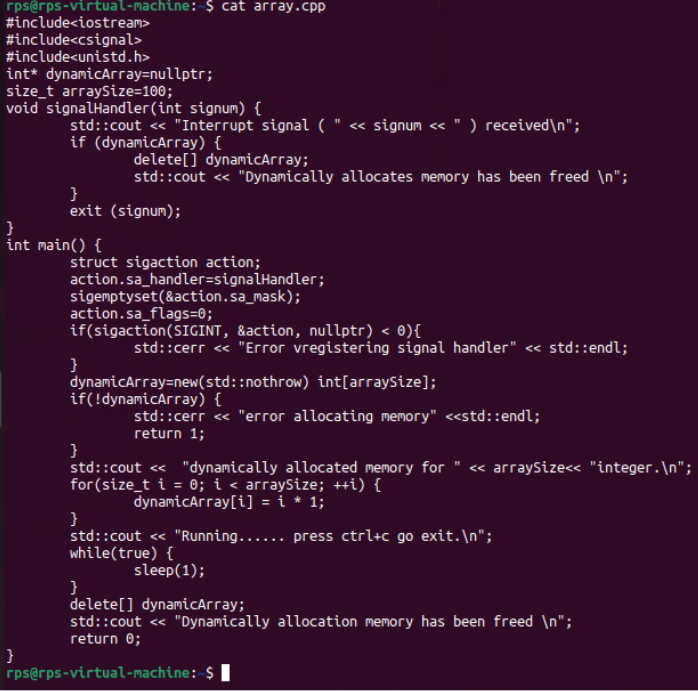 rps@rps-virtual-machine:~$ cat array.cpp
#include<iostream>
#include<csignal>
#include<unistd.h>
int* dynamicArray=nullptr;
size_t arraySize=100;
void signalHandler(int signum) {
        std::cout << "Interrupt signal ( " << signum << " ) received\n";
        if (dynamicArray) {
                delete[] dynamicArray;
                std::cout << "Dynamically allocates memory has been freed \n";
        }
        exit (signum);
}
int main() {
        struct sigaction action;
        action.sa_handler=signalHandler;
        sigemptyset(&action.sa_mask);
        action.sa_flags=0;
        if(sigaction(SIGINT, &action, nullptr) < 0){
                std::cerr << "Error vregistering signal handler" << std::endl;
        }
        dynamicArray=new(std::nothrow) int[arraySize];
        if(!dynamicArray) {
                std::cerr << "error allocating memory" <<std::endl;
                return 1;
        }
        std::cout <<  "dynamically allocated memory for " << arraySize<< "integer.\n";
        for(size_t i = 0; i < arraySize; ++i) {
                dynamicArray[i] = i * 1;
        }
        std::cout << "Running...... press ctrl+c go exit.\n";
        while(true) {
                sleep(1);
        }
        delete[] dynamicArray;
        std::cout << "Dynamically allocation memory has been freed \n";
        return 0;
}
rps@rps-virtual-machine:~$